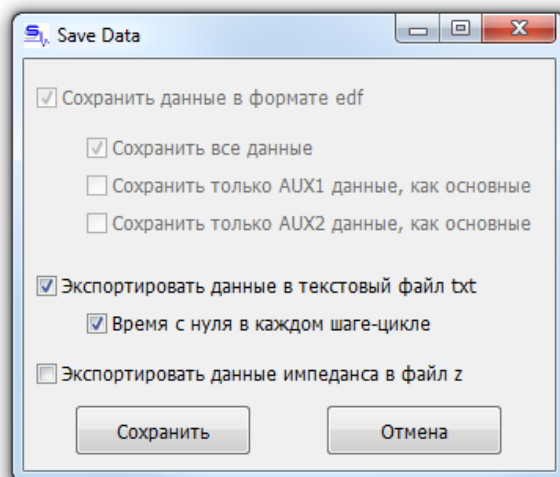 Save Data
Сохранить данные в формате edf
Сохранить все данные
Сохранить только AUX1 данные, как основные
Сохранить только AUX2 данные, как основные
Экспортировать данные в текстовый файл txt
Время с нуля в каждом шаге-цикле
Экспортировать данные импеданса в файл z
Сохранить Отмена